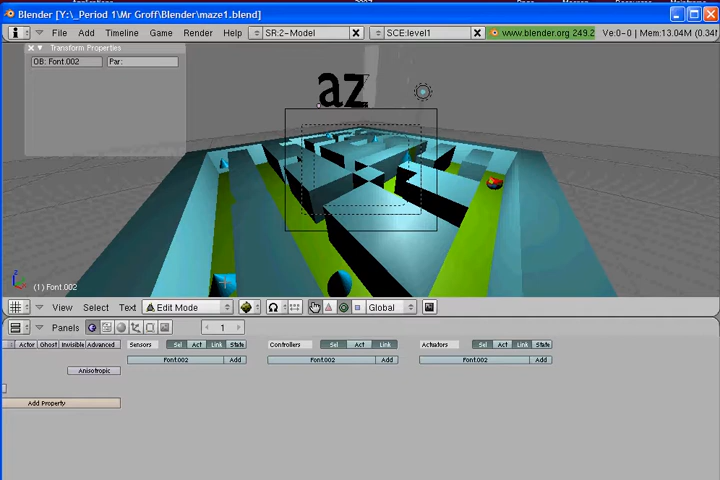 Blender [Y:\_Period 1\Mr Groff\Blender\maze1.blend]
File Add Timeline Game Render Help SR:2-Model SCE:level1 www.blender.org 249.2 Ve:0-0 | Mem:13.04M (0.34M
Transform Properties
OB: Font.002 Par:
az
z
(1) Font.002
View Select Text Edit Mode Global
Panels 1
Actor Ghost Invisible Advanced Sensors Sel Act Link State Controllers Sel Act Link Actuators Sel Act Link State
Font.002 Add Font.002 Add Font.002 Add
Anisotropic
Add Property